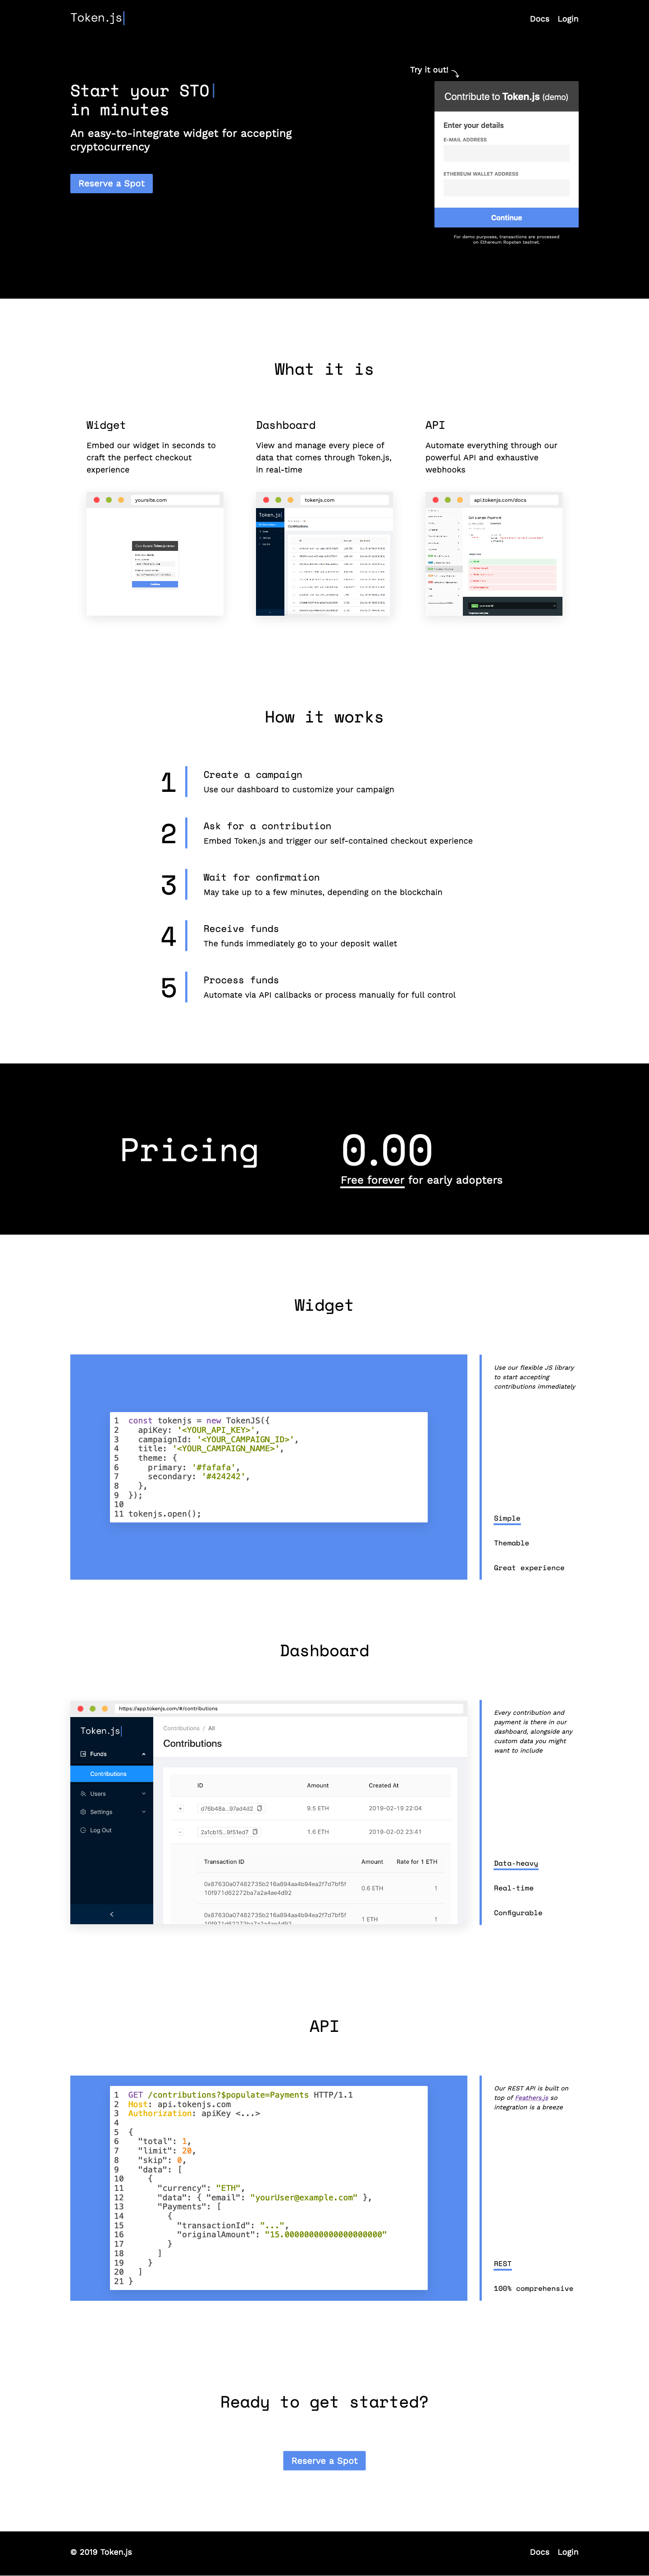 Token.js
Docs Login
Try it out!
Start your STO
in minutes
An easy-to-integrate widget for accepting
cryptocurrency
Reserve a Spot
Contribute to Token.js (demo)
Enter your details
E-MAIL ADDRESS
ETHEREUM WALLET ADDRESS
Continue
For demo purposes, transactions are processed
on Ethereum Ropsten testnet.
What it is
Widget
Embed our widget in seconds to
craft the perfect checkout
experience
yoursite.com
Dashboard
View and manage every piece of
data that comes through Token.js,
in real-time
tokenjs.com
Token.js
Contributions
API
Automate everything through our
powerful API and exhaustive
webhooks
api.tokenjs.com/docs
How it works
1
Create a campaign
Use our dashboard to customize your campaign
2
Ask for a contribution
Embed Token.js and trigger our self-contained checkout experience
3
Wait for confirmation
May take up to a few minutes, depending on the blockchain
4
Receive funds
The funds immediately go to your deposit wallet
5
Process funds
Automate via API callbacks or process manually for full control
Pricing
0.00
Free forever for early adopters
Widget
1 const tokenjs = new TokenJS({
2 apiKey: '<YOUR_API_KEY>',
3 campaignId: '<YOUR_CAMPAIGN_ID>',
4 title: '<YOUR_CAMPAIGN_NAME>',
5 theme: {
6 primary: '#fafafa',
7 secondary: '#424242',
8 },
9 });
10
11 tokenjs.open();
Use our flexible JS library
to start accepting
contributions immediately
Simple
Themable
Great experience
Dashboard
https://app.tokenjs.com/#/contributions
Token.js
Funds
Contributions
Users
Settings
Log Out
Contributions / All
Contributions
ID Amount Created At
+ d76b48a...97ad4d2 9.5 ETH 2019-02-19 22:04
- 2a1cb15...9f51ed7 1.6 ETH 2019-02-02 23:41
Transaction ID Amount Rate for 1 ETH
0x87630a07482735b216a894aa4b94ea2f7d7bf5f
10f971d62272ba7a2a4ae4d92
0.6 ETH 1
0x87630a07482735b216a894aa4b94ea2f7d7bf5f
10f971d62272ba7a2a4ae4d92
1 ETH 1
Every contribution and
payment is there in our
dashboard, alongside any
custom data you might
want to include
Data-heavy
Real-time
Configurable
API
1 GET /contributions?$populate=Payments HTTP/1.1
2 Host: api.tokenjs.com
3 Authorization: apiKey <...>
4
5 {
6 "total": 1,
7 "limit": 20,
8 "skip": 0,
9 "data": [
10 {
11 "currency": "ETH",
12 "data": { "email": "yourUser@example.com" },
13 "Payments": [
14 {
15 "transactionId": "...",
16 "originalAmount": "15.00000000000000000000"
17 }
18 ]
19 }
20 ]
21 }
Our REST API is built on
top of Feathers.js so
integration is a breeze
REST
100% comprehensive
Ready to get started?
Reserve a Spot
© 2019 Token.js
Docs Login